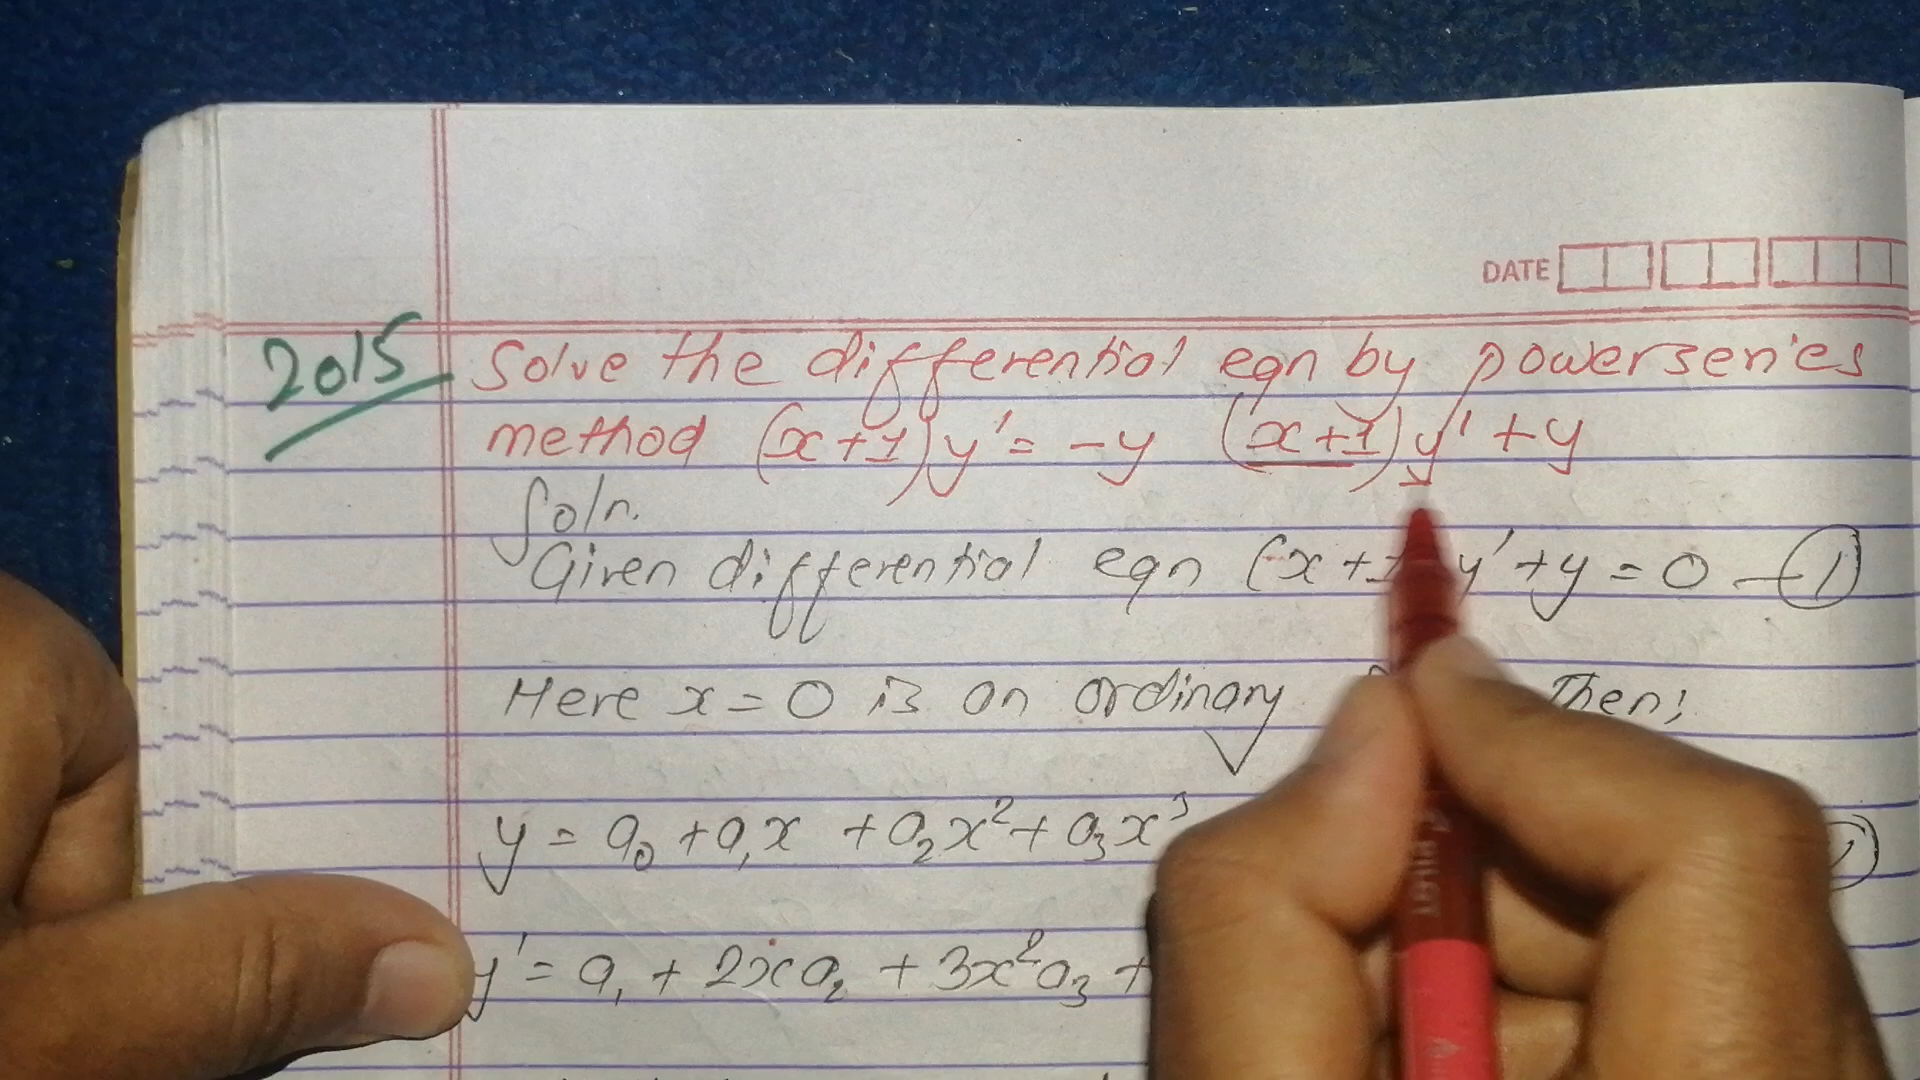 DATE
2015 Solve the differential eqn by powerseries
method (x+1)y' = -y (x+1)y' + y
Soln.
Given differential eqn (x+1)y' + y = 0 — (1)
Here x = 0 is an ordinary Then;
y = a₀ + a₁x + a₂x² + a₃x³
y' = a₁ + 2xa₂ + 3x²a₃ +
PILOT